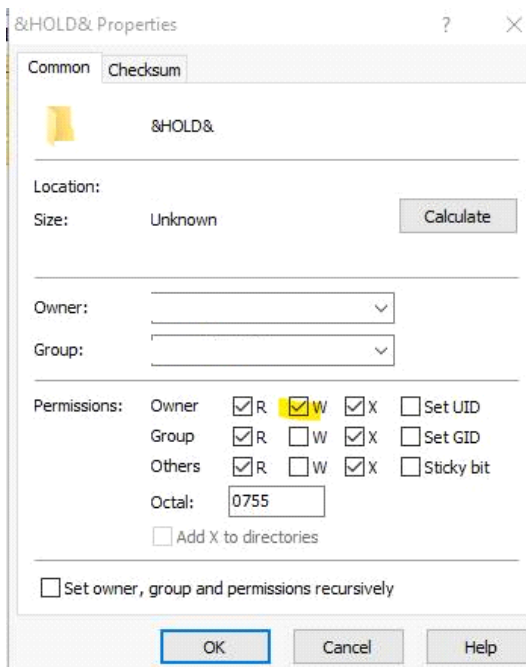 &HOLD& Properties ?
Common Checksum
&HOLD&
Location:
Size: Unknown Calculate
Owner:
Group:
Permissions: Owner R W X Set UID
Group R W X Set GID
Others R W X Sticky bit
Octal: 0755
Add X to directories
Set owner, group and permissions recursively
OK Cancel Help